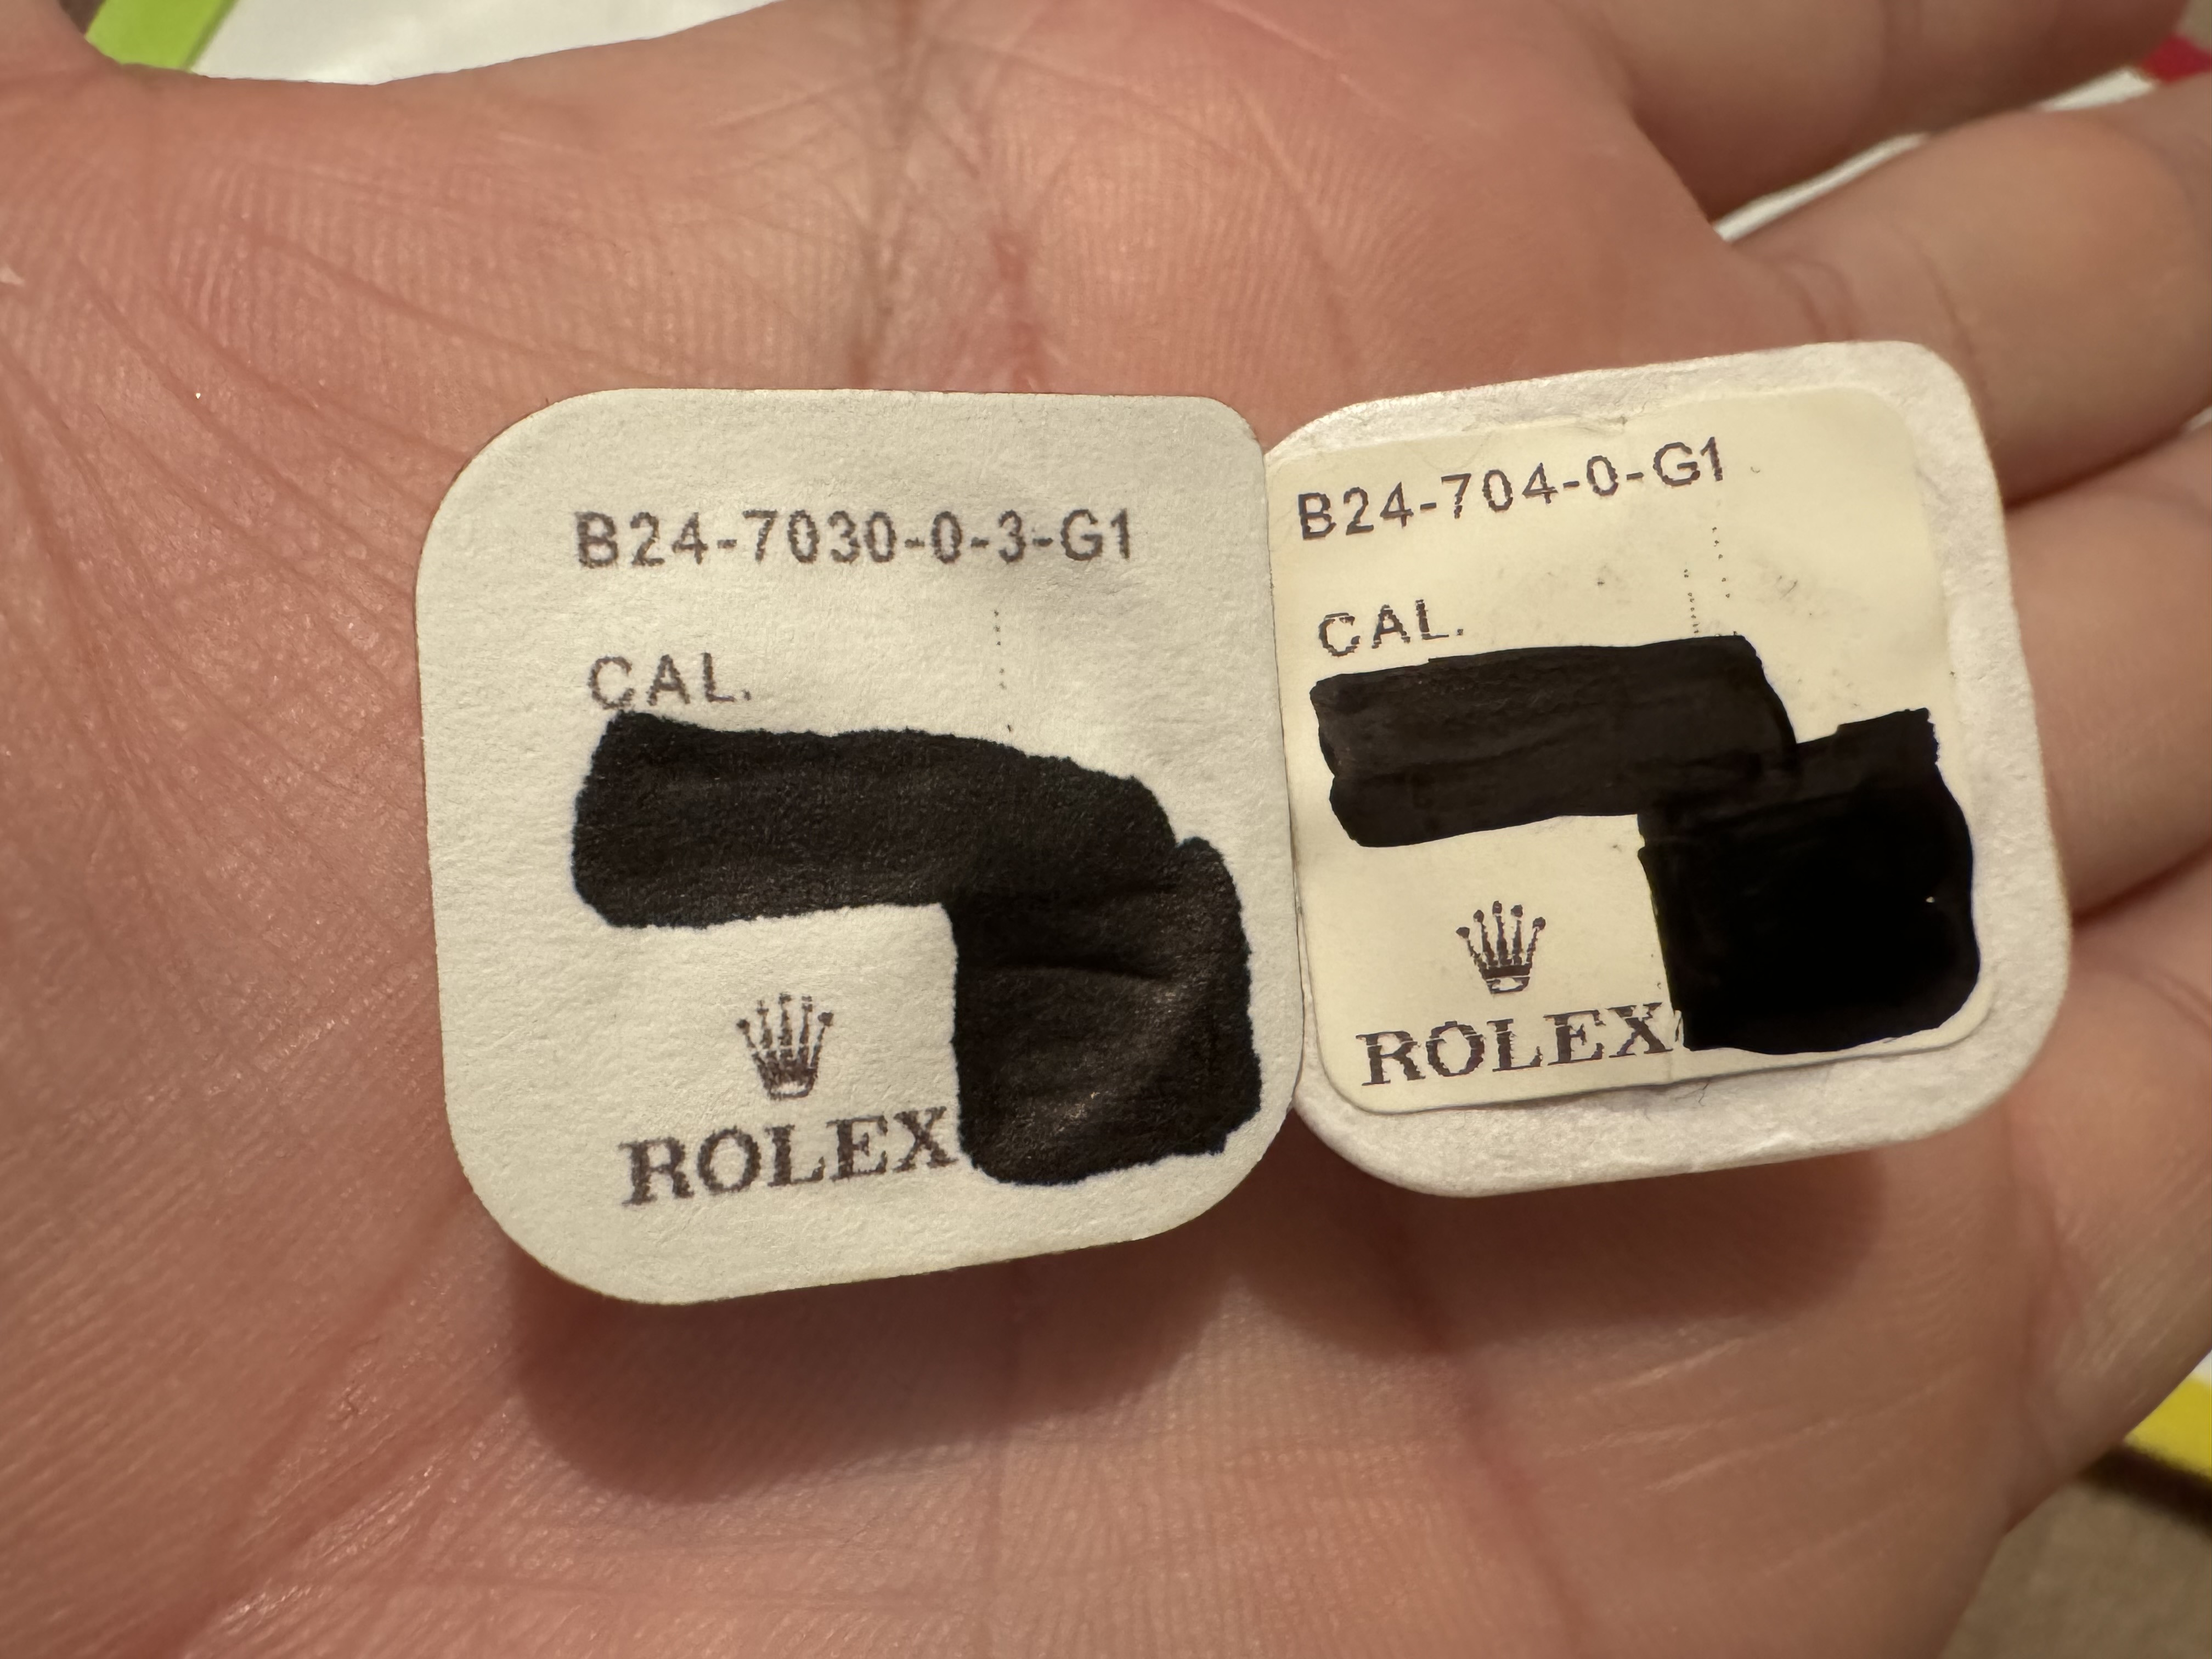 B24-7030-0-3-G1
CAL.
ROLEX
B24-704-0-G1
CAL.
ROLEX